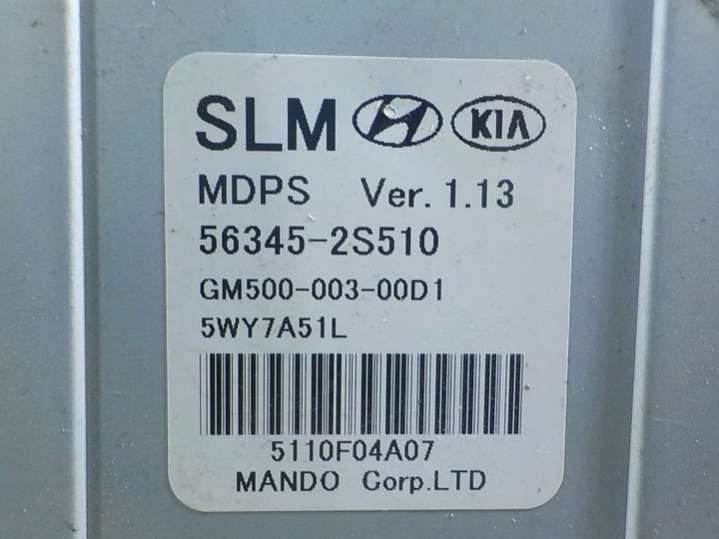 SLM KIA
MDPS Ver. 1.13
56345-2S510
GM500-003-00D1
5WY7A51L
5110F04A07
MANDO Corp.LTD